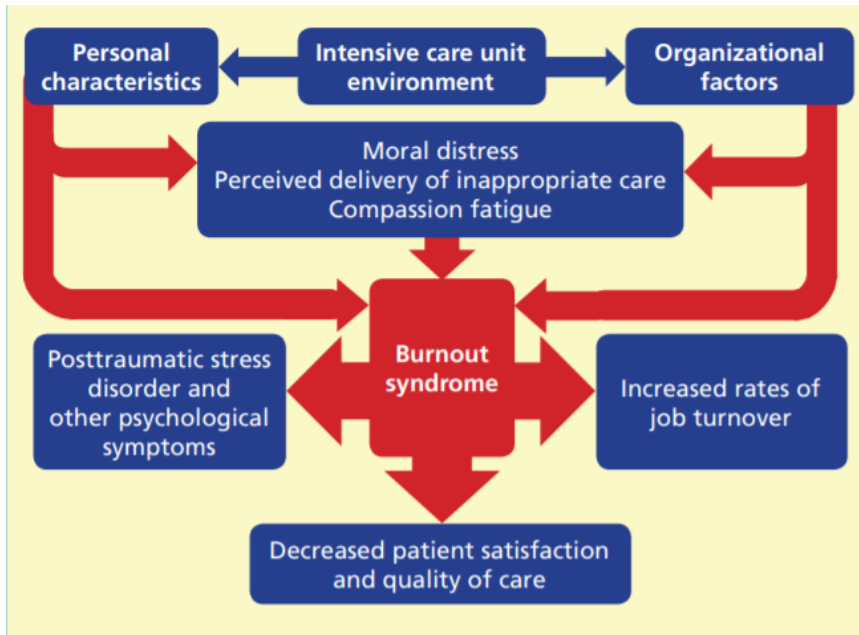 Personal
characteristics
Intensive care unit
environment
Organizational
factors
Moral distress
Perceived delivery of inappropriate care
Compassion fatigue
Burnout
syndrome
Posttraumatic stress
disorder and
other psychological
symptoms
Increased rates of
job turnover
Decreased patient satisfaction
and quality of care